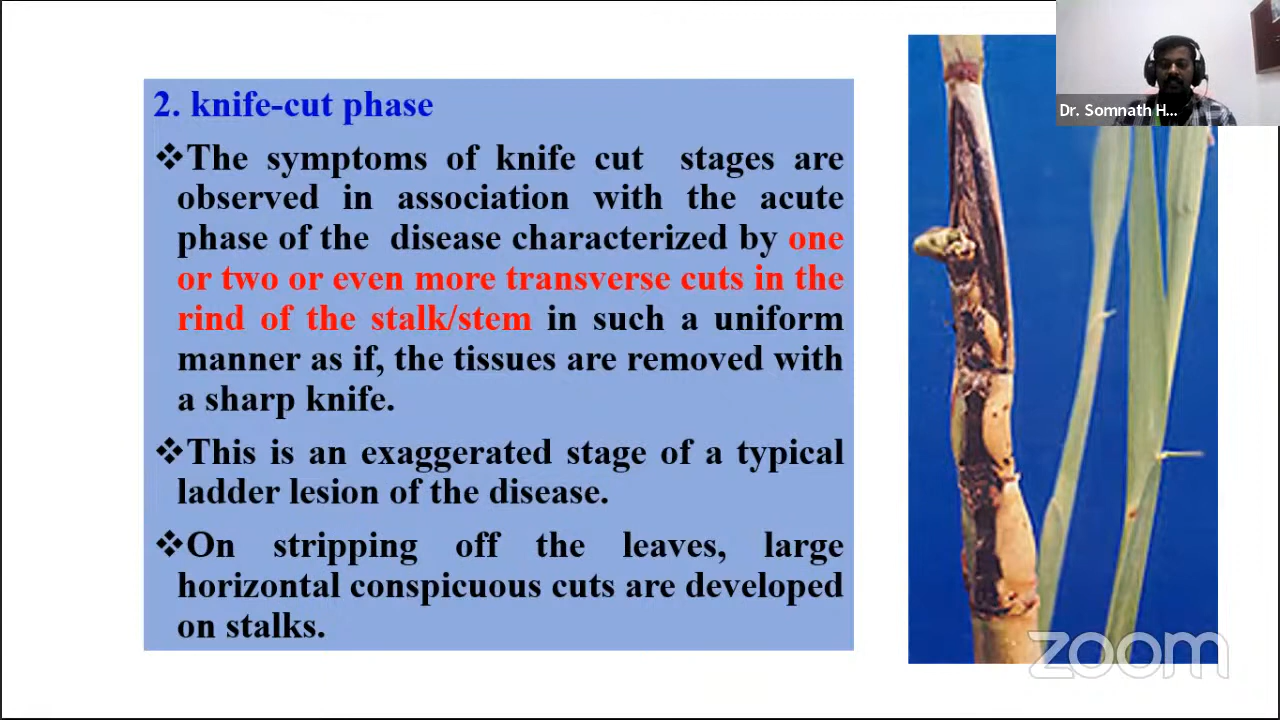 2. knife-cut phase
❖The symptoms of knife cut stages are
observed in association with the acute
phase of the disease characterized by one
or two or even more transverse cuts in the
rind of the stalk/stem in such a uniform
manner as if, the tissues are removed with
a sharp knife.
❖This is an exaggerated stage of a typical
ladder lesion of the disease.
❖On stripping off the leaves, large
horizontal conspicuous cuts are developed
on stalks.
Dr. Somnath H...
zoom